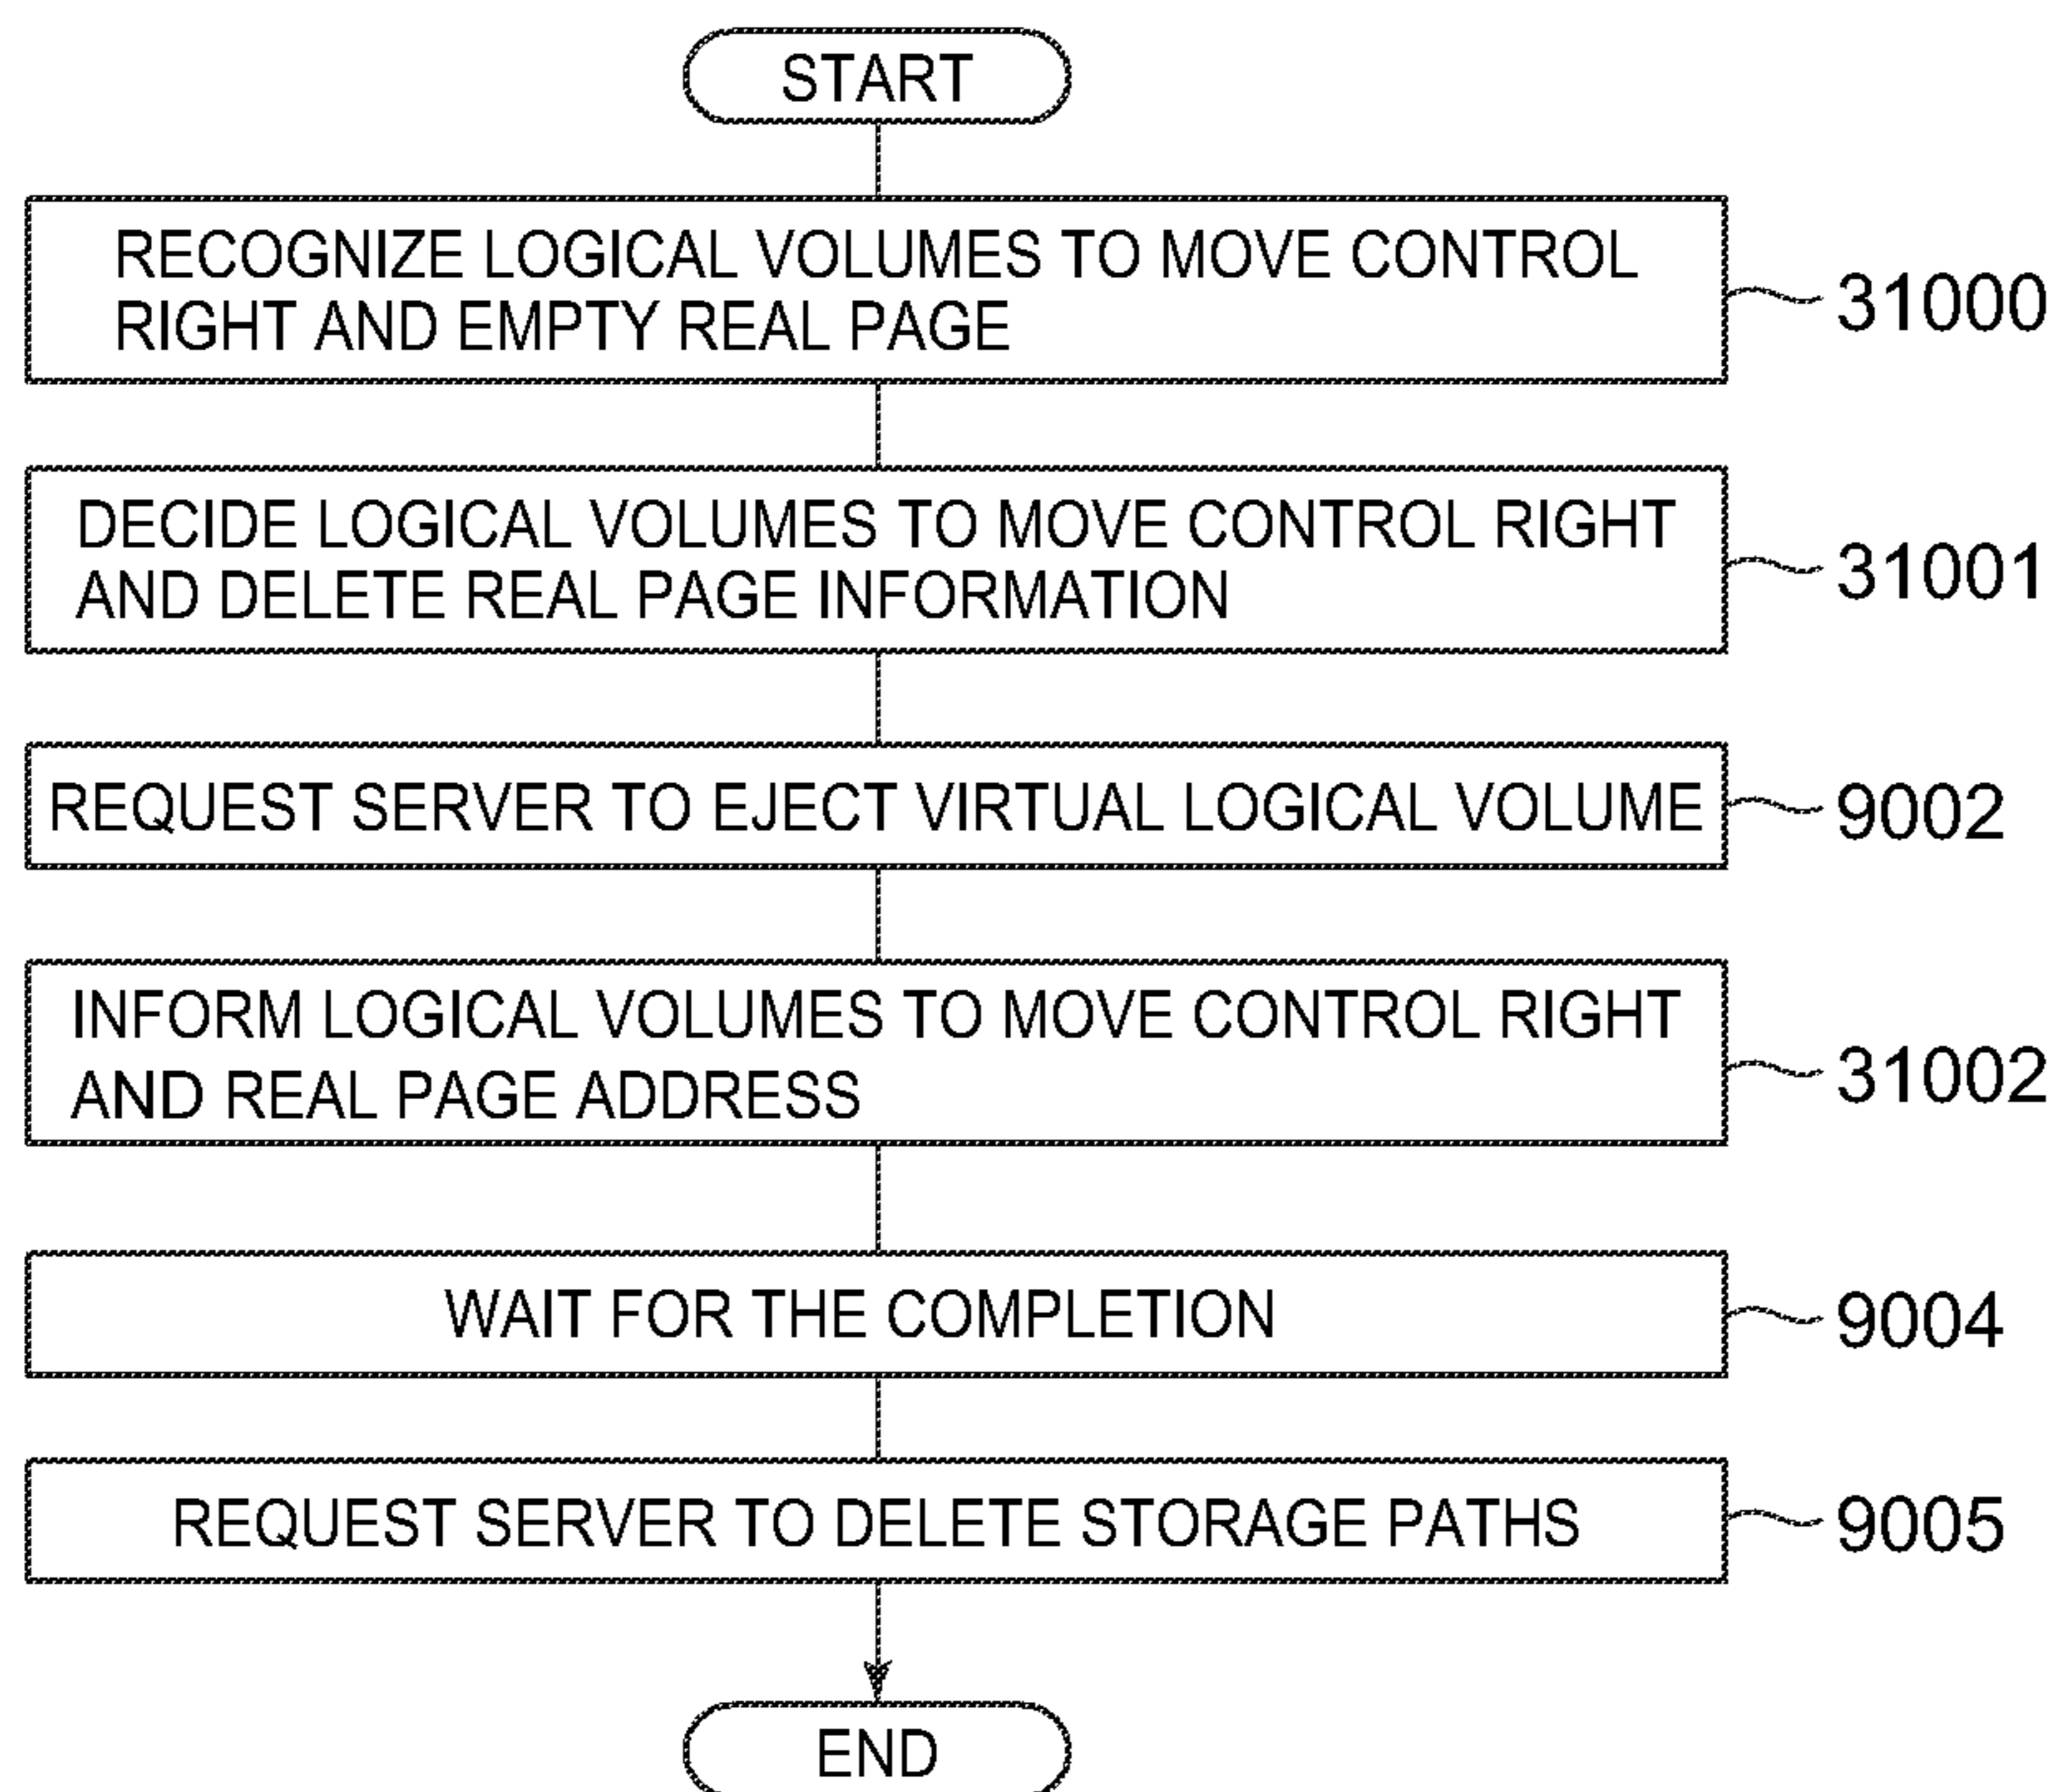 START
RECOGNIZE LOGICAL VOLUMES TO MOVE CONTROL
RIGHT AND EMPTY REAL PAGE
31000
DECIDE LOGICAL VOLUMES TO MOVE CONTROL RIGHT
AND DELETE REAL PAGE INFORMATION
31001
REQUEST SERVER TO EJECT VIRTUAL LOGICAL VOLUME
9002
INFORM LOGICAL VOLUMES TO MOVE CONTROL RIGHT
AND REAL PAGE ADDRESS
31002
WAIT FOR THE COMPLETION
9004
REQUEST SERVER TO DELETE STORAGE PATHS
9005
END